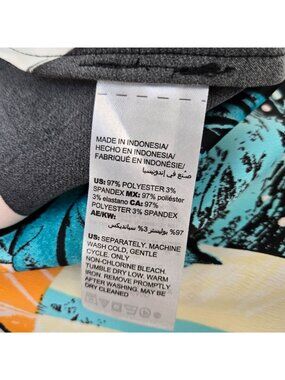 MADE IN INDONESIA/
HECHO EN INDONESIA/
FABRIQUÉ EN INDONÉSIE/
صنع في إندونيسيا
US: 97% POLYESTER 3%
SPANDEX MX: 97% poliéster
3% elastano CA: 97%
POLYESTER 3% SPANDEX
AE/KW:
97% بوليستر 3% سباندكس
US: SEPARATELY. MACHINE
WASH COLD, GENTLE
CYCLE. ONLY
NON-CHLORINE BLEACH.
TUMBLE DRY LOW. WARM
IRON. REMOVE PROMPTLY
AFTER WASHING. MAY BE
DRY CLEANED